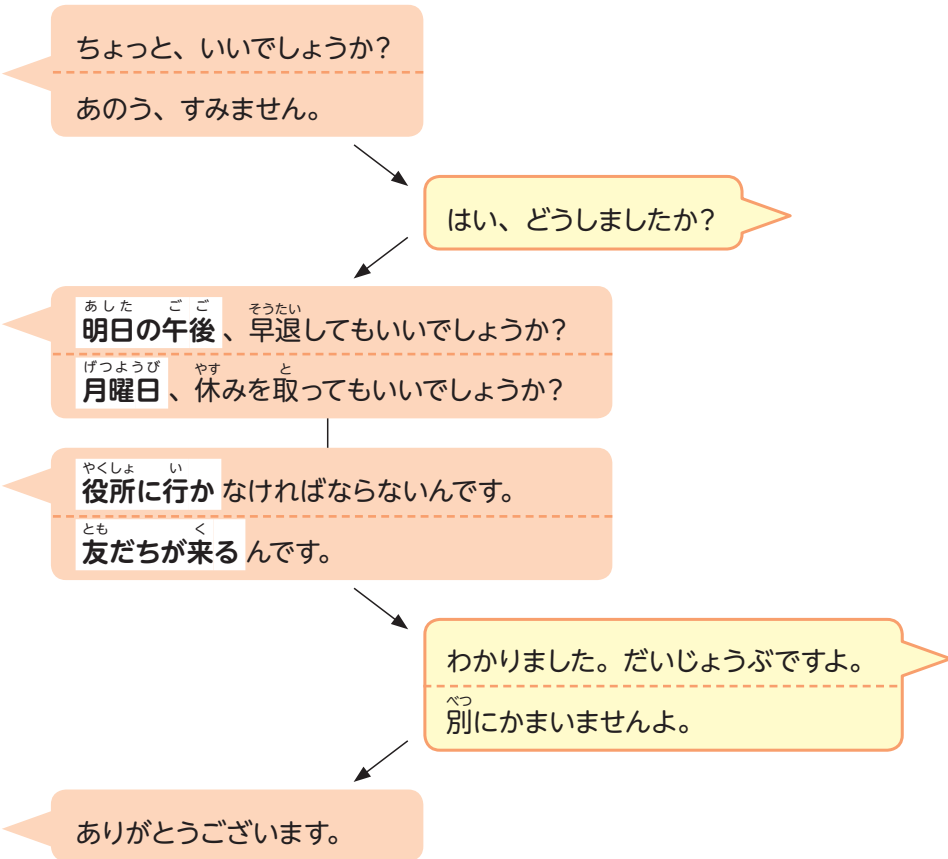 ちょっと、いいでしょうか?
あのう、すみません。
はい、どうしましたか?
あした ごご そうたい
明日の午後、早退してもいいでしょうか?
げつようび やす と
月曜日、休みを取ってもいいでしょうか?
やくしょ い
役所に行かなければならないんです。
とも く
友だちが来るんです。
わかりました。だいじょうぶですよ。
べつ
別にかまいませんよ。
ありがとうございます。